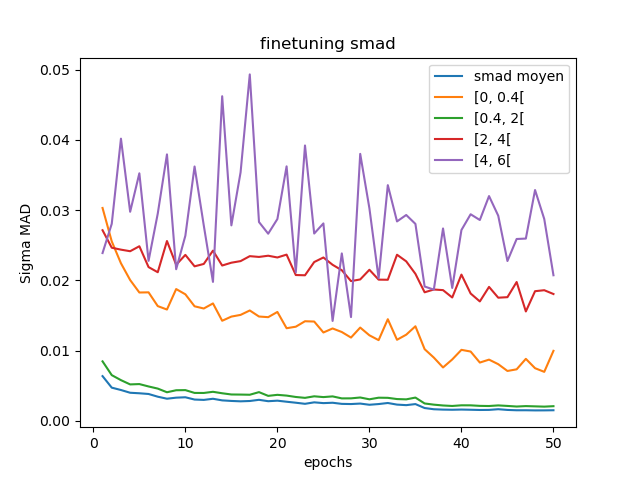 finetuning smad
smad moyen
[0, 0.4[
[0.4, 2[
[2, 4[
[4, 6[
Sigma MAD
0.05
0.04
0.03
0.02
0.01
0.00
0 10 20 30 40 50
epochs